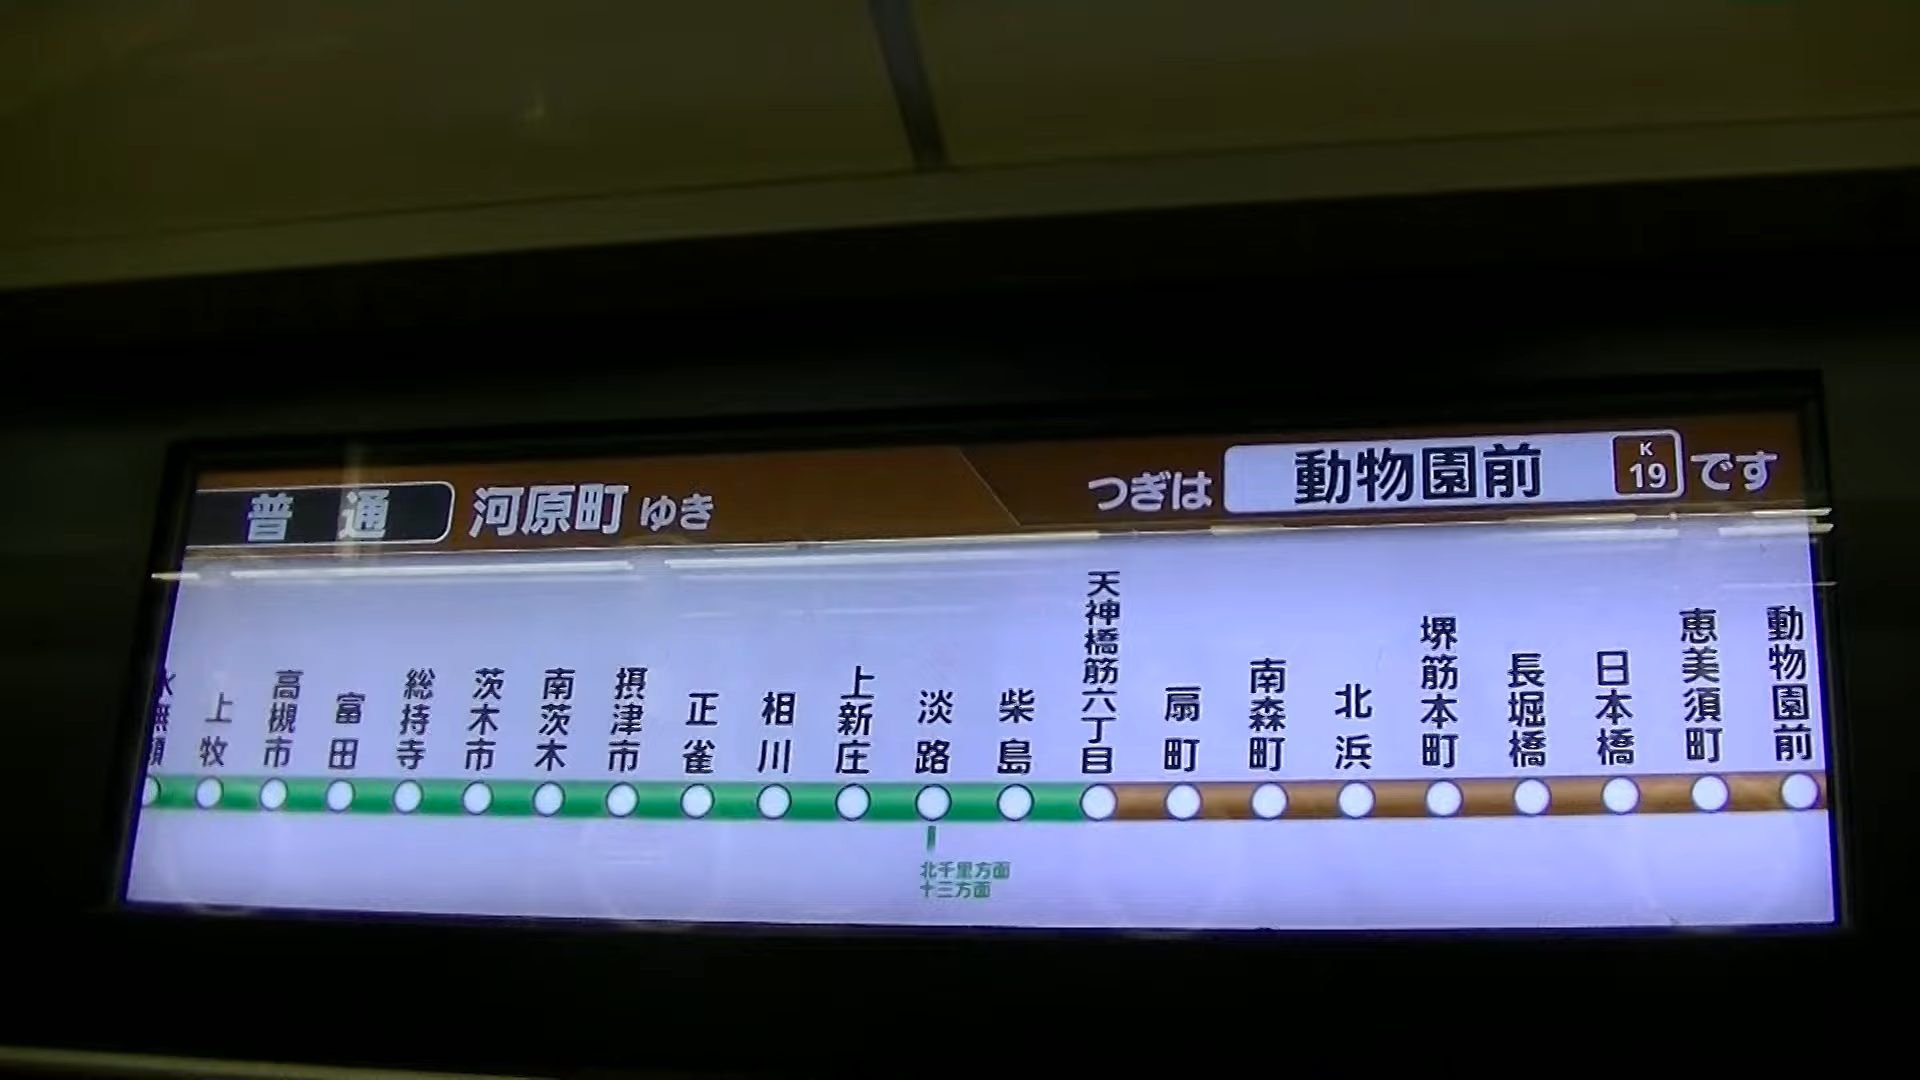 普通 河原町 ゆき
つぎは 動物園前 K 19 です
水無瀬
上牧
高槻市
富田
総持寺
茨木市
南茨木
摂津市
正雀
相川
上新庄
淡路
柴島
天神橋筋六丁目
扇町
南森町
北浜
堺筋本町
長堀橋
日本橋
恵美須町
動物園前
北千里方面
十三方面